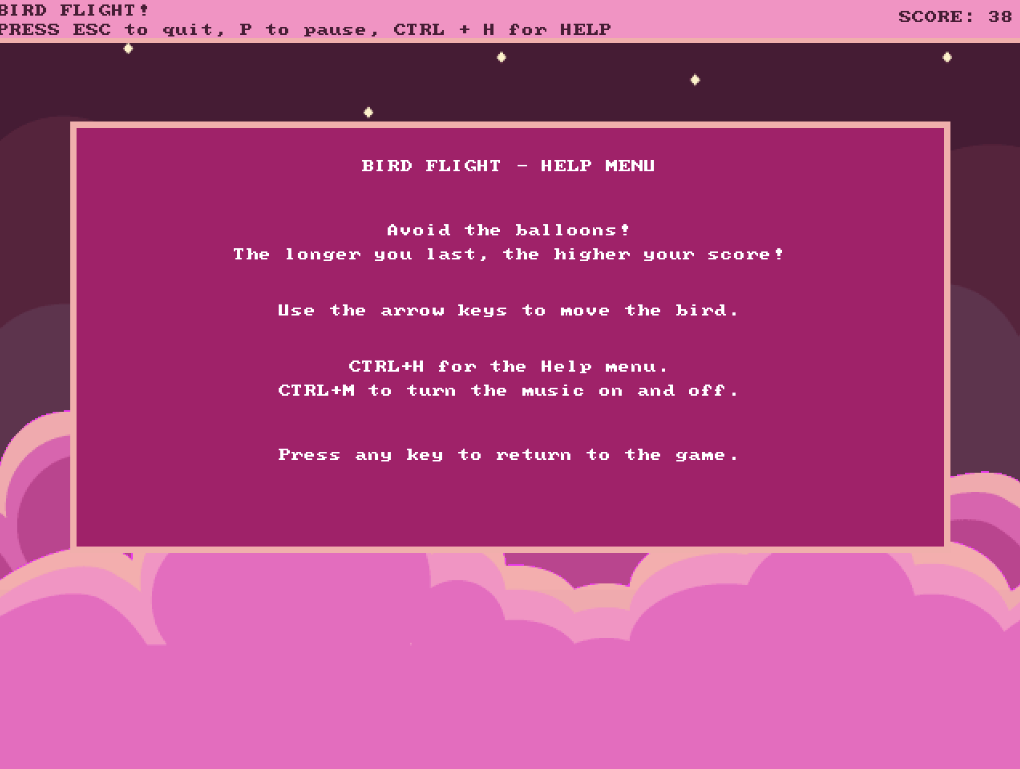 BIRD FLIGHT!
PRESS ESC to quit, P to pause, CTRL + H for HELP
SCORE: 38
BIRD FLIGHT - HELP MENU
Avoid the balloons!
The longer you last, the higher your score!
Use the arrow keys to move the bird.
CTRL+H for the Help menu.
CTRL+M to turn the music on and off.
Press any key to return to the game.